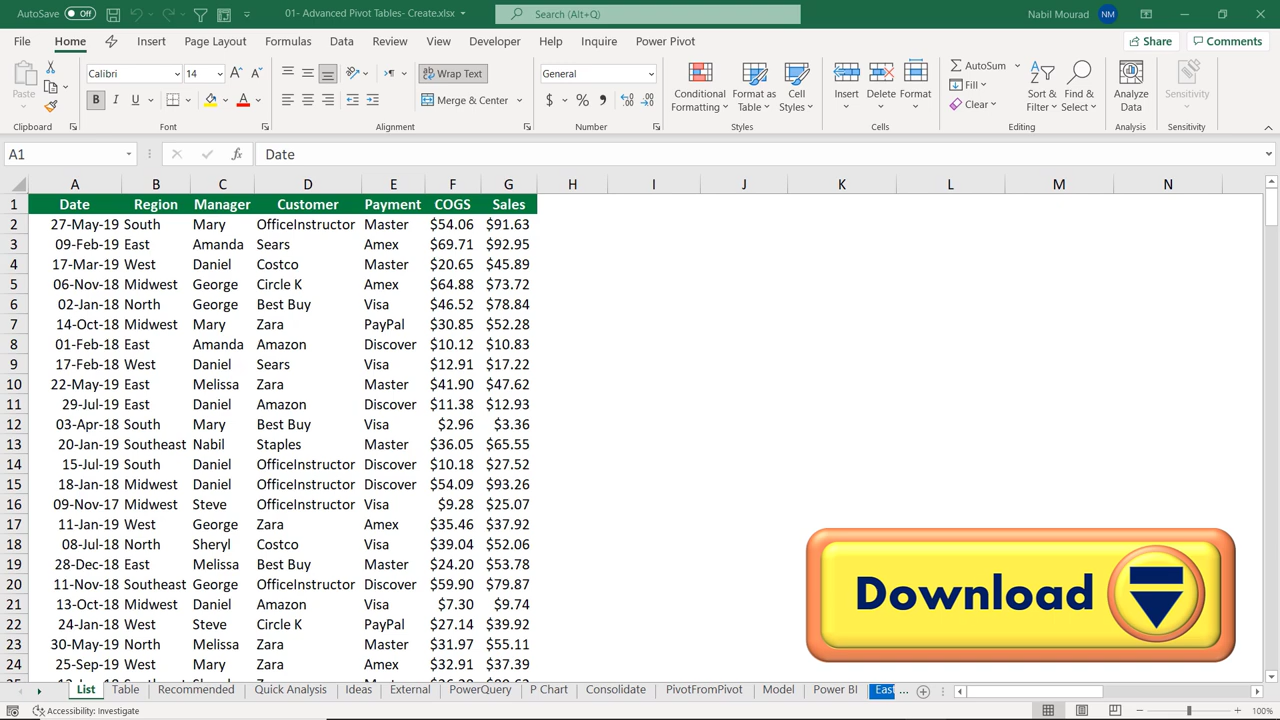 AutoSave Off 01- Advanced Pivot Tables- Create.xlsx Search (Alt+Q) Nabil Mourad NM
File Home Insert Page Layout Formulas Data Review View Developer Help Inquire Power Pivot Share Comments
Paste Calibri 14 Wrap Text General Conditional Formatting Format as Table Cell Styles Insert Delete Format AutoSum Sort & Filter Find & Select Analyze Data Sensitivity
B I U A Merge & Center $ % , Fill Clear
Clipboard Font Alignment Number Styles Cells Editing Analysis Sensitivity
A1 fx Date
A B C D E F G H I J K L M N
1 Date Region Manager Customer Payment COGS Sales
2 27-May-19 South Mary OfficeInstructor Master $54.06 $91.63
3 09-Feb-19 East Amanda Sears Amex $69.71 $92.95
4 17-Mar-19 West Daniel Costco Master $20.65 $45.89
5 06-Nov-18 Midwest George Circle K Amex $64.88 $73.72
6 02-Jan-18 North George Best Buy Visa $46.52 $78.84
7 14-Oct-18 Midwest Mary Zara PayPal $30.85 $52.28
8 01-Feb-18 East Amanda Amazon Discover $10.12 $10.83
9 17-Feb-18 West Daniel Sears Visa $12.91 $17.22
10 22-May-19 East Melissa Zara Master $41.90 $47.62
11 29-Jul-19 East Daniel Amazon Discover $11.38 $12.93
12 03-Apr-18 South Mary Best Buy Visa $2.96 $3.36
13 20-Jan-19 Southeast Nabil Staples Master $36.05 $65.55
14 15-Jul-19 South Daniel OfficeInstructor Discover $10.18 $27.52
15 18-Jan-18 Midwest Daniel OfficeInstructor Discover $54.09 $93.26
16 09-Nov-17 Midwest Steve OfficeInstructor Visa $9.28 $25.07
17 11-Jan-19 West George Zara Amex $35.46 $37.92
18 08-Jul-18 North Sheryl Costco Visa $39.04 $52.06
19 28-Dec-18 East Melissa Best Buy Master $24.20 $53.78
20 11-Nov-18 Southeast George OfficeInstructor Discover $59.90 $79.87
21 13-Oct-18 Midwest Daniel Amazon Visa $7.30 $9.74
22 24-Jan-18 West Steve Circle K PayPal $27.14 $39.92
23 30-May-19 North Melissa Zara Master $31.97 $55.11
24 25-Sep-19 West Mary Zara Amex $32.91 $37.39
Download
List Table Recommended Quick Analysis Ideas External PowerQuery P Chart Consolidate PivotFromPivot Model Power BI East ...
Accessibility: Investigate 100%